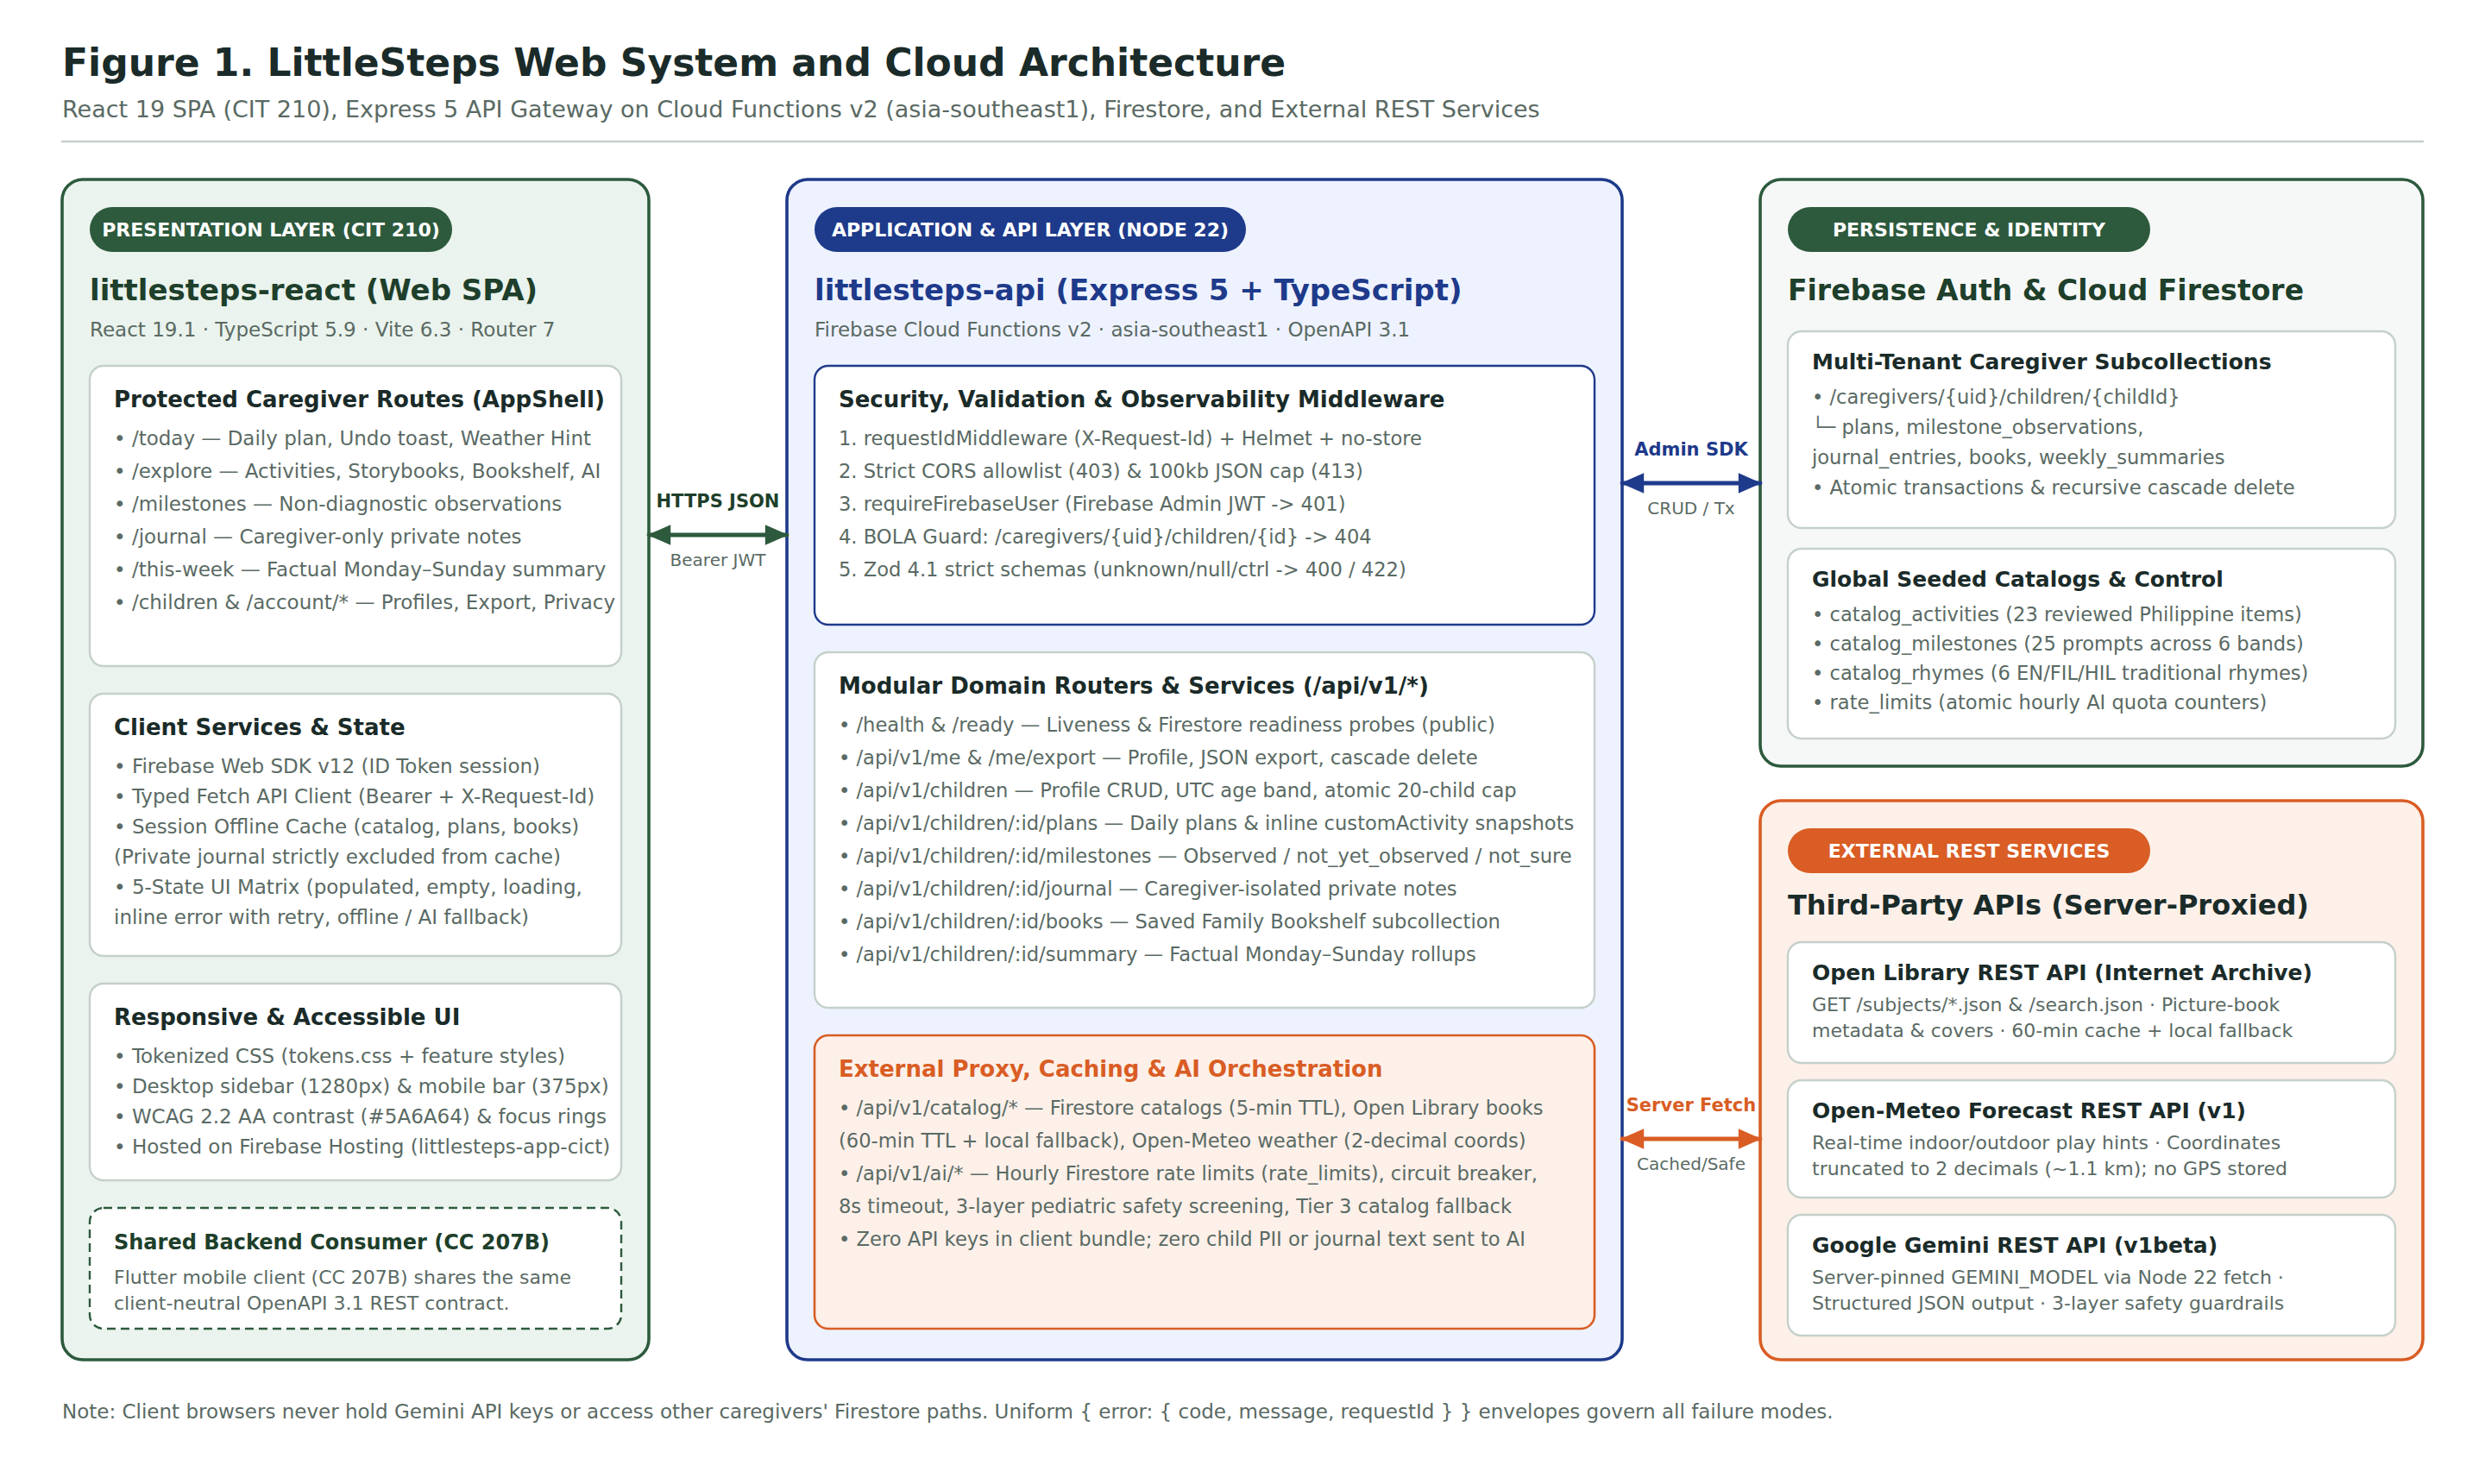 Figure 1. LittleSteps Web System and Cloud Architecture
React 19 SPA (CIT 210), Express 5 API Gateway on Cloud Functions v2 (asia-southeast1), Firestore, and External REST Services
PRESENTATION LAYER (CIT 210)
littlesteps-react (Web SPA)
React 19.1 · TypeScript 5.9 · Vite 6.3 · Router 7
Protected Caregiver Routes (AppShell)
• /today — Daily plan, Undo toast, Weather Hint
• /explore — Activities, Storybooks, Bookshelf, AI
• /milestones — Non-diagnostic observations
• /journal — Caregiver-only private notes
• /this-week — Factual Monday–Sunday summary
• /children & /account/* — Profiles, Export, Privacy
Client Services & State
• Firebase Web SDK v12 (ID Token session)
• Typed Fetch API Client (Bearer + X-Request-Id)
• Session Offline Cache (catalog, plans, books)
(Private journal strictly excluded from cache)
• 5-State UI Matrix (populated, empty, loading,
inline error with retry, offline / AI fallback)
Responsive & Accessible UI
• Tokenized CSS (tokens.css + feature styles)
• Desktop sidebar (1280px) & mobile bar (375px)
• WCAG 2.2 AA contrast (#5A6A64) & focus rings
• Hosted on Firebase Hosting (littlesteps-app-cict)
Shared Backend Consumer (CC 207B)
Flutter mobile client (CC 207B) shares the same
client-neutral OpenAPI 3.1 REST contract.
HTTPS JSON
Bearer JWT
APPLICATION & API LAYER (NODE 22)
littlesteps-api (Express 5 + TypeScript)
Firebase Cloud Functions v2 · asia-southeast1 · OpenAPI 3.1
Security, Validation & Observability Middleware
1. requestIdMiddleware (X-Request-Id) + Helmet + no-store
2. Strict CORS allowlist (403) & 100kb JSON cap (413)
3. requireFirebaseUser (Firebase Admin JWT -> 401)
4. BOLA Guard: /caregivers/{uid}/children/{id} -> 404
5. Zod 4.1 strict schemas (unknown/null/ctrl -> 400 / 422)
Modular Domain Routers & Services (/api/v1/*)
• /health & /ready — Liveness & Firestore readiness probes (public)
• /api/v1/me & /me/export — Profile, JSON export, cascade delete
• /api/v1/children — Profile CRUD, UTC age band, atomic 20-child cap
• /api/v1/children/:id/plans — Daily plans & inline customActivity snapshots
• /api/v1/children/:id/milestones — Observed / not_yet_observed / not_sure
• /api/v1/children/:id/journal — Caregiver-isolated private notes
• /api/v1/children/:id/books — Saved Family Bookshelf subcollection
• /api/v1/children/:id/summary — Factual Monday–Sunday rollups
External Proxy, Caching & AI Orchestration
• /api/v1/catalog/* — Firestore catalogs (5-min TTL), Open Library books
(60-min TTL + local fallback), Open-Meteo weather (2-decimal coords)
• /api/v1/ai/* — Hourly Firestore rate limits (rate_limits), circuit breaker,
8s timeout, 3-layer pediatric safety screening, Tier 3 catalog fallback
• Zero API keys in client bundle; zero child PII or journal text sent to AI
Admin SDK
CRUD / Tx
Server Fetch
Cached/Safe
PERSISTENCE & IDENTITY
Firebase Auth & Cloud Firestore
Multi-Tenant Caregiver Subcollections
• /caregivers/{uid}/children/{childId}
└─ plans, milestone_observations,
journal_entries, books, weekly_summaries
• Atomic transactions & recursive cascade delete
Global Seeded Catalogs & Control
• catalog_activities (23 reviewed Philippine items)
• catalog_milestones (25 prompts across 6 bands)
• catalog_rhymes (6 EN/FIL/HIL traditional rhymes)
• rate_limits (atomic hourly AI quota counters)
EXTERNAL REST SERVICES
Third-Party APIs (Server-Proxied)
Open Library REST API (Internet Archive)
GET /subjects/*.json & /search.json · Picture-book
metadata & covers · 60-min cache + local fallback
Open-Meteo Forecast REST API (v1)
Real-time indoor/outdoor play hints · Coordinates
truncated to 2 decimals (~1.1 km); no GPS stored
Google Gemini REST API (v1beta)
Server-pinned GEMINI_MODEL via Node 22 fetch ·
Structured JSON output · 3-layer safety guardrails
Note: Client browsers never hold Gemini API keys or access other caregivers' Firestore paths. Uniform { error: { code, message, requestId } } envelopes govern all failure modes.